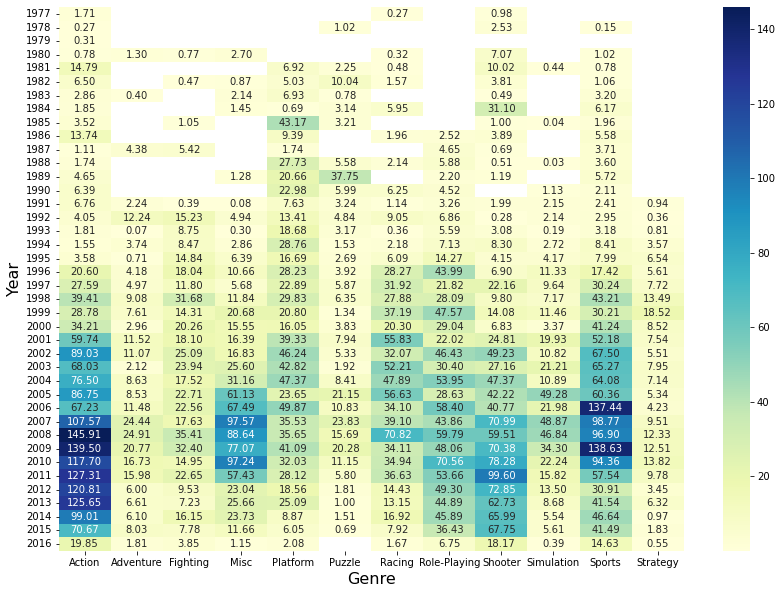 1977 1.71 0.27 0.98
1978 0.27 1.02 2.53 0.15
1979 0.31
1980 0.78 1.30 0.77 2.70 0.32 7.07 1.02
1981 14.79 6.92 2.25 0.48 10.02 0.44 0.78
1982 6.50 0.47 0.87 5.03 10.04 1.57 3.81 1.06
1983 2.86 0.40 2.14 6.93 0.78 0.49 3.20
1984 1.85 1.45 0.69 3.14 5.95 31.10 6.17
1985 3.52 1.05 43.17 3.21 1.00 0.04 1.96
1986 13.74 9.39 1.96 2.52 3.89 5.58
1987 1.11 4.38 5.42 1.74 4.65 0.69 3.71
1988 1.74 27.73 5.58 2.14 5.88 0.51 0.03 3.60
1989 4.65 1.28 20.66 37.75 2.20 1.19 5.72
1990 6.39 22.98 5.99 6.25 4.52 1.13 2.11
1991 6.76 2.24 0.39 0.08 7.63 3.24 1.14 3.26 1.99 2.15 2.41 0.94
1992 4.05 12.24 15.23 4.94 13.41 4.84 9.05 6.86 0.28 2.14 2.95 0.36
1993 1.81 0.07 8.75 0.30 18.68 3.17 0.36 5.59 3.08 0.19 3.18 0.81
1994 1.55 3.74 8.47 2.86 28.76 1.53 2.18 7.13 8.30 2.72 8.41 3.57
1995 3.58 0.71 14.84 6.39 16.69 2.69 6.09 14.27 4.15 4.17 7.99 6.54
1996 20.60 4.18 18.04 10.66 28.23 3.92 28.27 43.99 6.90 11.33 17.42 5.61
1997 27.59 4.97 11.80 5.68 22.89 5.87 31.92 21.82 22.16 9.64 30.24 7.72
1998 39.41 9.08 31.68 11.84 29.83 6.35 27.88 28.09 9.80 7.17 43.21 13.49
1999 28.78 7.61 14.31 20.68 20.80 1.34 37.19 47.57 14.08 11.46 30.21 18.52
2000 34.21 2.96 20.26 15.55 16.05 3.83 20.30 29.04 6.83 3.37 41.24 8.52
2001 59.74 11.52 18.10 16.39 39.33 7.94 55.83 22.02 24.81 19.93 52.18 7.54
2002 89.03 11.07 25.09 16.83 46.24 5.33 32.07 46.43 49.23 10.82 67.50 5.51
2003 68.03 2.12 23.94 25.60 42.82 1.92 52.21 30.40 27.16 21.21 65.27 7.95
2004 76.50 8.63 17.52 31.16 47.37 8.41 47.89 53.95 47.37 10.89 64.08 7.14
2005 86.75 8.53 22.71 61.13 23.65 21.15 56.63 28.63 42.22 49.28 60.36 5.34
2006 67.23 11.48 22.56 67.49 49.87 10.83 34.10 58.40 40.77 21.98 137.44 4.23
2007 107.57 24.44 17.63 97.57 35.53 23.83 39.10 43.86 70.99 48.87 98.77 9.51
2008 145.91 24.91 35.41 88.64 35.65 15.69 70.82 59.79 59.51 46.84 96.90 12.33
2009 139.50 20.77 32.40 77.07 41.09 20.28 34.11 48.06 70.38 34.30 138.63 12.51
2010 117.70 16.73 14.95 97.24 32.03 11.15 34.94 70.56 78.28 22.24 94.36 13.82
2011 127.31 15.98 22.65 57.43 28.12 5.80 36.63 53.66 99.60 15.82 57.54 9.78
2012 120.81 6.00 9.53 23.04 18.56 1.81 14.43 49.30 72.85 13.50 30.91 3.45
2013 125.65 6.61 7.23 26.66 25.09 1.00 13.15 44.89 62.73 8.68 41.54 6.32
2014 99.01 6.10 16.15 23.73 8.87 1.51 16.92 45.89 65.99 5.54 46.64 0.97
2015 70.67 8.03 7.78 11.66 6.05 0.69 7.92 36.43 67.75 5.61 41.49 1.83
2016 19.85 1.81 3.85 1.15 2.08 1.67 6.75 18.17 0.39 14.63 0.55
Action Adventure Fighting Misc Platform Puzzle Racing Role-Playing Shooter Simulation Sports Strategy
Genre
Year
140
120
100
80
60
40
20